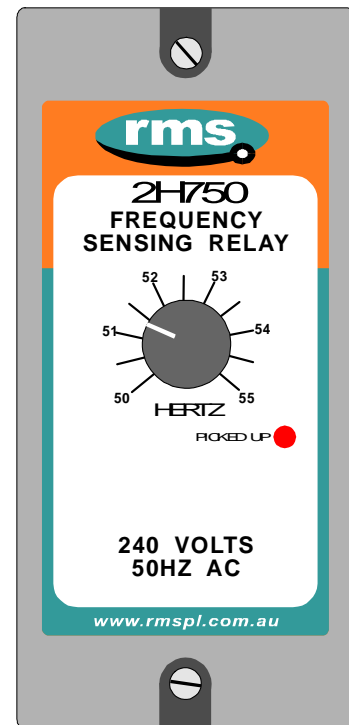 rms
2H750
FREQUENCY
SENSING RELAY
52 53
51 54
50 55
HERTZ
PICKED UP
240 VOLTS
50HZ AC
www.rmspl.com.au